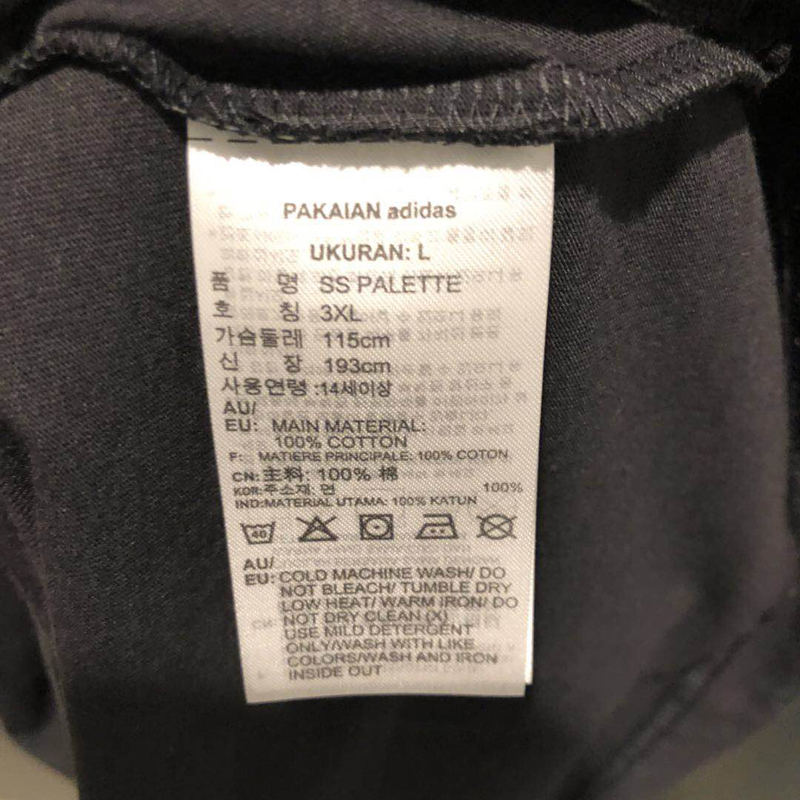 PAKAIAN adidas
UKURAN: L
품 명 SS PALETTE
호 칭 3XL
가슴둘레 115cm
신 장 193cm
사용연령 :14세이상
AU/
EU: MAIN MATERIAL:
100% COTTON
F: MATIERE PRINCIPALE: 100% COTON
CN:主料: 100% 棉
KOR:주소재: 면 100%
IND:MATERIAL UTAMA: 100% KATUN
40
AU/
EU:COLD MACHINE WASH/ DO
NOT BLEACH/ TUMBLE DRY
LOW HEAT/ WARM IRON/ DO
NOT DRY CLEAN (X)
USE MILD DETERGENT
ONLY/WASH WITH LIKE
COLORS/WASH AND IRON
INSIDE OUT